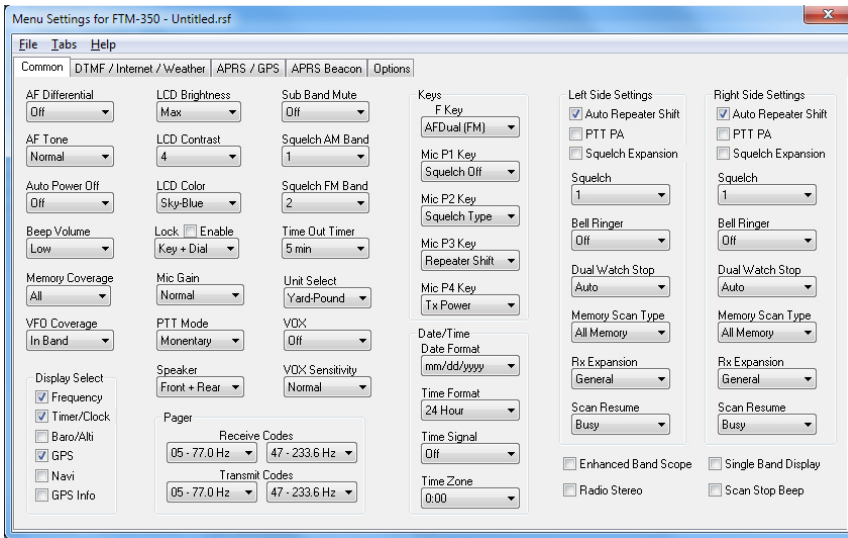 Menu Settings for FTM-350 - Untitled.rsf
File Tabs Help
Common DTMF / Internet / Weather APRS / GPS APRS Beacon Options
AF Differential
Off
AF Tone
Normal
Auto Power Off
Off
Beep Volume
Low
Memory Coverage
All
VFO Coverage
In Band
Display Select
Frequency
Timer/Clock
Baro/Alti
GPS
Navi
GPS Info
LCD Brightness
Max
LCD Contrast
4
LCD Color
Sky-Blue
Lock Enable
Key + Dial
Mic Gain
Normal
PTT Mode
Monentary
Speaker
Front + Rear
Sub Band Mute
Off
Squelch AM Band
1
Squelch FM Band
2
Time Out Timer
5 min
Unit Select
Yard-Pound
VOX
Off
VOX Sensitivity
Normal
Pager
Receive Codes
05 - 77.0 Hz 47 - 233.6 Hz
Transmit Codes
05 - 77.0 Hz 47 - 233.6 Hz
Keys
F Key
AFDual (FM)
Mic P1 Key
Squelch Off
Mic P2 Key
Squelch Type
Mic P3 Key
Repeater Shift
Mic P4 Key
Tx Power
Date/Time
Date Format
mm/dd/yyyy
Time Format
24 Hour
Time Signal
Off
Time Zone
0:00
Left Side Settings
Auto Repeater Shift
PTT PA
Squelch Expansion
Squelch
1
Bell Ringer
Off
Dual Watch Stop
Auto
Memory Scan Type
All Memory
Rx Expansion
General
Scan Resume
Busy
Right Side Settings
Auto Repeater Shift
PTT PA
Squelch Expansion
Squelch
1
Bell Ringer
Off
Dual Watch Stop
Auto
Memory Scan Type
All Memory
Rx Expansion
General
Scan Resume
Busy
Enhanced Band Scope Single Band Display
Radio Stereo Scan Stop Beep